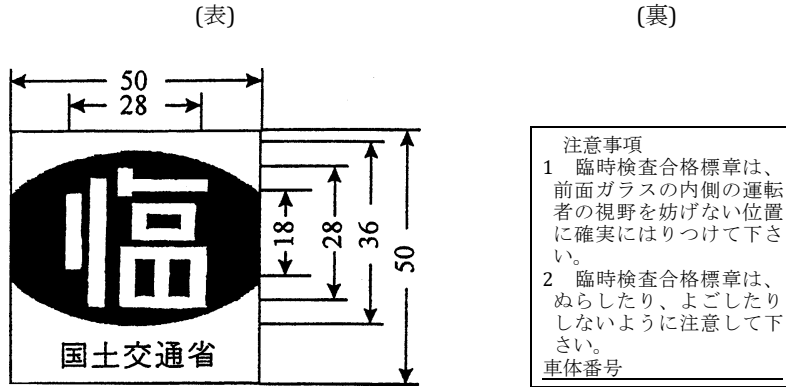 (表)
(裏)
50
28
18
28
36
50
国土交通省
注意事項
1 臨時検査合格標章は、
前面ガラスの内側の運転
者の視野を妨げない位置
に確実にはりつけて下さ
い。
2 臨時検査合格標章は、
ぬらしたり、よごしたり
しないように注意して下
さい。
車体番号